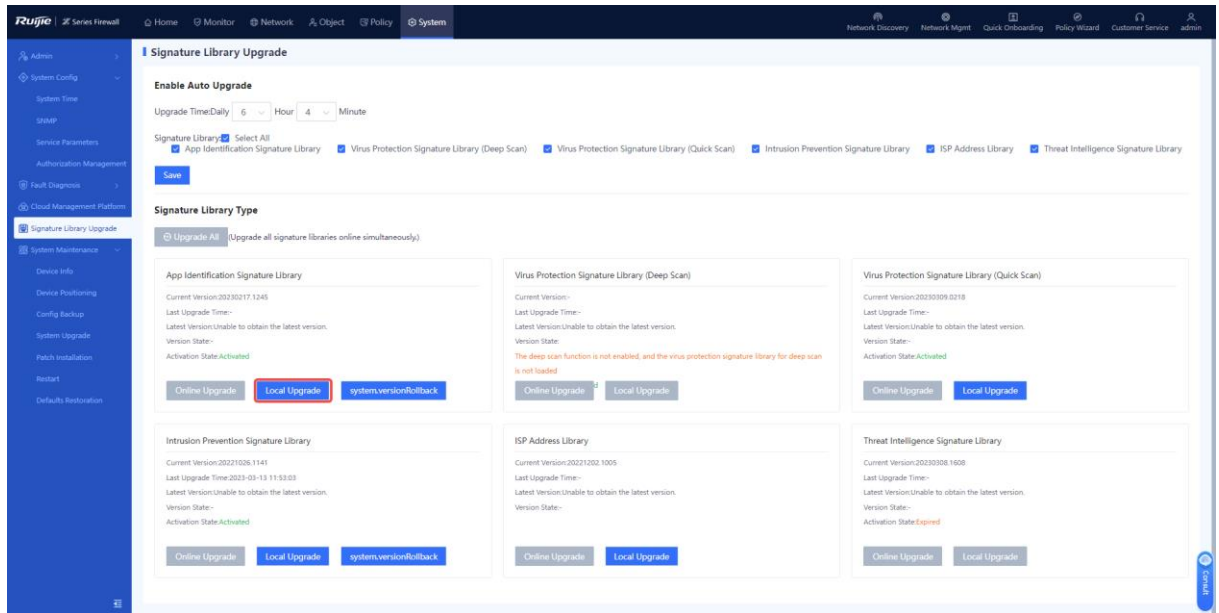 Ruijie | Z Series Firewall
Home Monitor Network Object Policy System
Network Discovery Network Mgmt Quick Onboarding Policy Wizard Customer Service admin
Admin
System Config
System Time
SNMP
Service Parameters
Authorization Management
Fault Diagnosis
Cloud Management Platform
Signature Library Upgrade
System Maintenance
Device Info
Device Positioning
Config Backup
System Upgrade
Patch Installation
Restart
Defaults Restoration
Signature Library Upgrade
Enable Auto Upgrade
Upgrade Time:Daily 6 Hour 4 Minute
Signature Library: Select All
App Identification Signature Library Virus Protection Signature Library (Deep Scan) Virus Protection Signature Library (Quick Scan) Intrusion Prevention Signature Library ISP Address Library Threat Intelligence Signature Library
Save
Signature Library Type
Upgrade All (Upgrade all signature libraries online simultaneously.)
App Identification Signature Library
Current Version:20230217.1245
Last Upgrade Time:-
Latest Version:Unable to obtain the latest version.
Version State:-
Activation State:Activated
Online Upgrade Local Upgrade system.versionRollback
Virus Protection Signature Library (Deep Scan)
Current Version:-
Last Upgrade Time:-
Latest Version:Unable to obtain the latest version.
Version State:
The deep scan function is not enabled, and the virus protection signature library for deep scan
is not loaded
Online Upgrade Local Upgrade
Virus Protection Signature Library (Quick Scan)
Current Version:20230309.0218
Last Upgrade Time:-
Latest Version:Unable to obtain the latest version.
Version State:-
Activation State:Activated
Online Upgrade Local Upgrade
Intrusion Prevention Signature Library
Current Version:20221026.1141
Last Upgrade Time:2023-03-13 11:53:03
Latest Version:Unable to obtain the latest version.
Version State:-
Activation State:Activated
Online Upgrade Local Upgrade system.versionRollback
ISP Address Library
Current Version:20221202.1005
Last Upgrade Time:-
Latest Version:Unable to obtain the latest version.
Version State:-
Online Upgrade Local Upgrade
Threat Intelligence Signature Library
Current Version:20230308.1608
Last Upgrade Time:-
Latest Version:Unable to obtain the latest version.
Version State:-
Activation State:Expired
Online Upgrade Local Upgrade
Consult